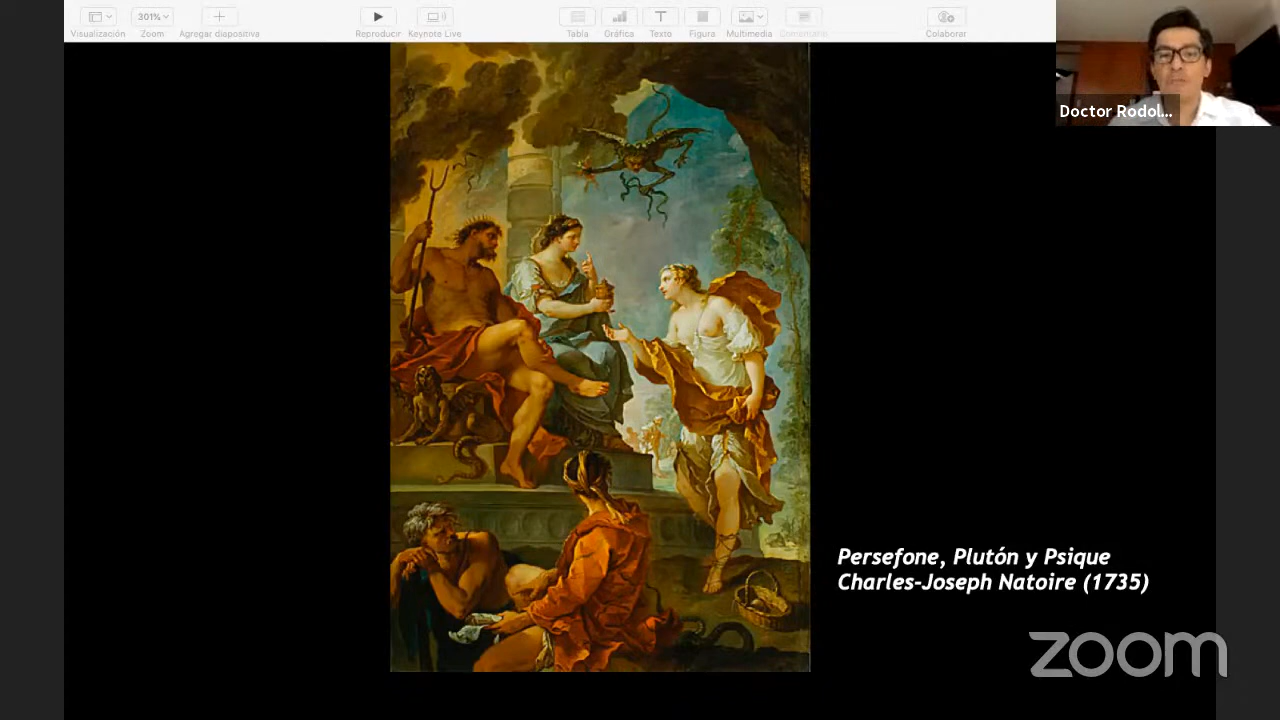 301%
Visualización
Zoom
Agregar diapositiva
Reproducir
Keynote Live
Tabla
Gráfica
Texto
Figura
Multimedia
Comentario
Colaborar
Doctor Rodol...
Persefone, Plutón y Psique
Charles-Joseph Natoire (1735)
zoom